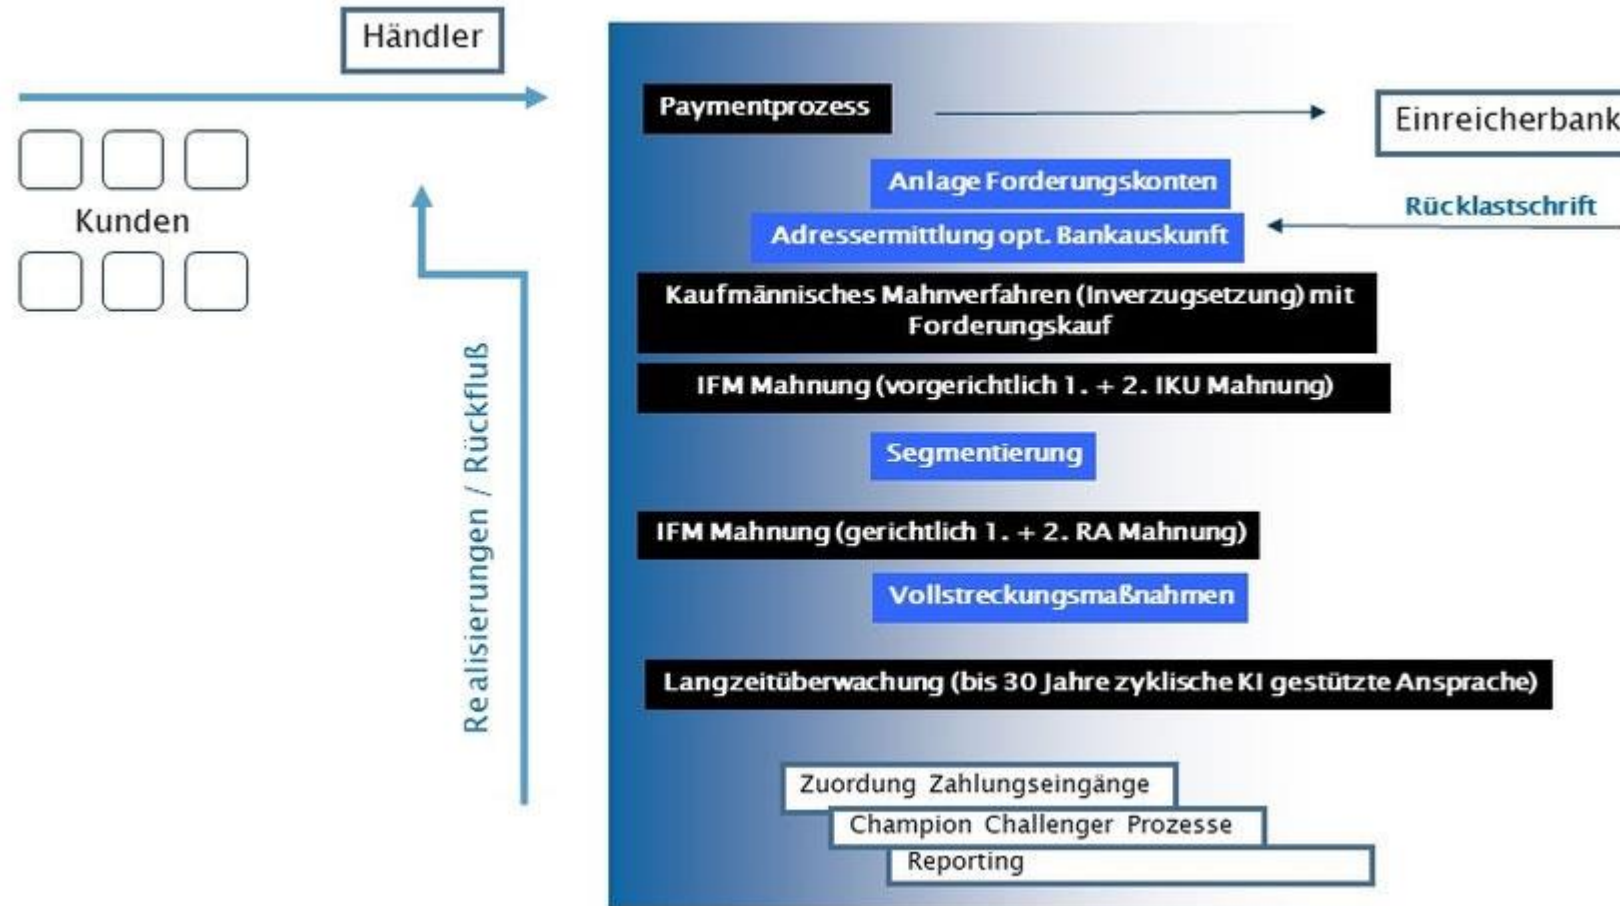 Händler
Paymentprozess
Einreicherbank
Anlage Forderungskonten
Rücklastschrift
Adressermittlung opt. Bankauskunft
Kunden
Kaufmännisches Mahnverfahren (Inverzugsetzung) mit
Forderungskauf
IFM Mahnung (vorgerichtlich 1. + 2. IKU Mahnung)
Segmentierung
IFM Mahnung (gerichtlich 1. + 2. RA Mahnung)
Vollstreckungsmaßnahmen
Realisierungen / Rückfluß
Langzeitüberwachung (bis 30 Jahre zyklische KI gestützte Ansprache)
Zuordung Zahlungseingänge
Champion Challenger Prozesse
Reporting